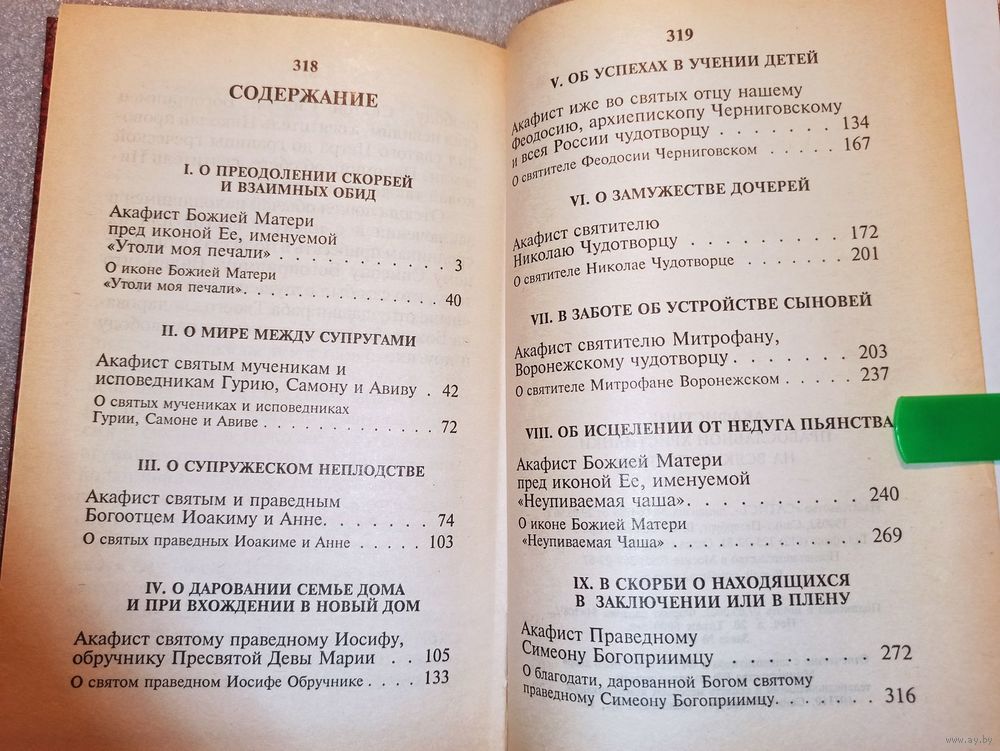 318
СОДЕРЖАНИЕ
I. О ПРЕОДОЛЕНИИ СКОРБЕЙ
И ВЗАИМНЫХ ОБИД
Акафист Божией Матери
пред иконой Ее, именуемой
«Утоли моя печали» . . . . . . . . . . . 3
О иконе Божией Матери
«Утоли моя печали». . . . . . . . . . . . . . . 40
II. О МИРЕ МЕЖДУ СУПРУГАМИ
Акафист святым мученикам и
исповедникам Гурию, Самону и Авиву . 42
О святых мучениках и исповедниках
Гурии, Самоне и Авиве . . . . . . . . . . . . . 72
III. О СУПРУЖЕСКОМ НЕПЛОДСТВЕ
Акафист святым и праведным
Богоотцем Иоакиму и Анне. . . . . . . 74
О святых праведных Иоакиме и Анне . . . . . 103
IV. О ДАРОВАНИИ СЕМЬЕ ДОМА
И ПРИ ВХОЖДЕНИИ В НОВЫЙ ДОМ
Акафист святому праведному Иосифу,
обручнику Пресвятой Девы Марии . . 105
О святом праведном Иосифе Обручнике . . . . 133
319
V. ОБ УСПЕХАХ В УЧЕНИИ ДЕТЕЙ
Акафист иже во святых отцу нашему
Феодосию, архиепископу Черниговскому
и всея России чудотворцу . . . . . . . 134
О святителе Феодосии Черниговском . . . . . 167
VI. О ЗАМУЖЕСТВЕ ДОЧЕРЕЙ
Акафист святителю
Николаю Чудотворцу . . . . . . . . . 172
О святителе Николае Чудотворце . . . . . . . 201
VII. В ЗАБОТЕ ОБ УСТРОЙСТВЕ СЫНОВЕЙ
Акафист святителю Митрофану,
Воронежскому чудотворцу . . . . . . . 203
О святителе Митрофане Воронежском . . . . . 237
VIII. ОБ ИСЦЕЛЕНИИ ОТ НЕДУГА ПЬЯНСТВА
Акафист Божией Матери
пред иконой Ее, именуемой
«Неупиваемая чаша» . . . . . . . . . . 240
О иконе Божией Матери
«Неупиваемая Чаша» . . . . . . . . . . . . . 269
IX. В СКОРБИ О НАХОДЯЩИХСЯ
В ЗАКЛЮЧЕНИИ ИЛИ В ПЛЕНУ
Акафист Праведному
Симеону Богоприимцу . . . . . . . . 272
О благодати, дарованной Богом святому
праведному Симеону Богоприимцу. . . . . . 316
www.ay.by